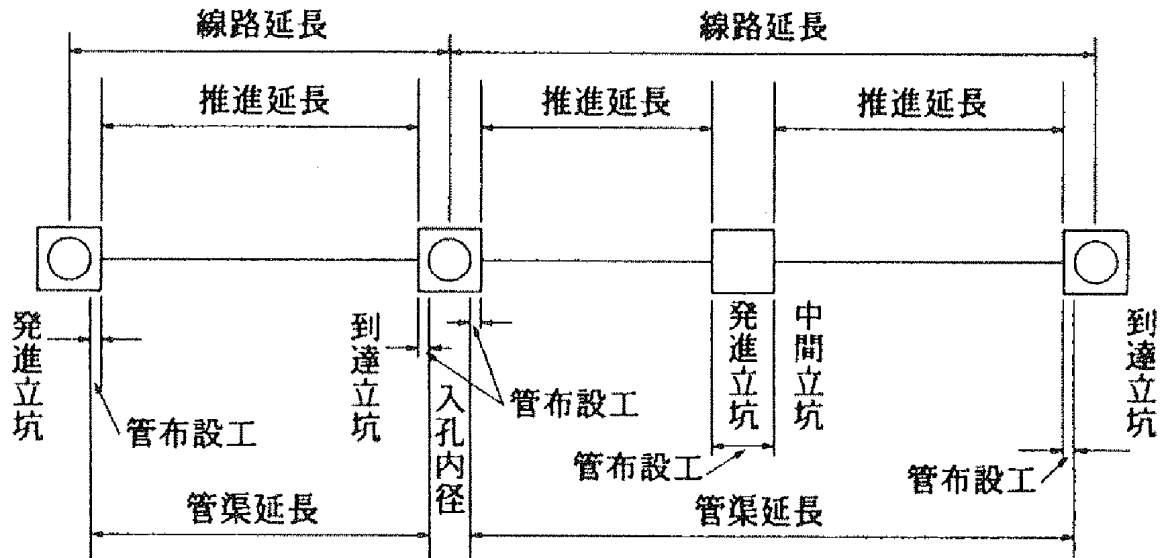 線路延長
線路延長
推進延長
推進延長
推進延長
発進立坑
到達立坑
発進立坑
中間立坑
到達立坑
管布設工
入孔内径
管布設工
管布設工
管布設工
管渠延長
管渠延長